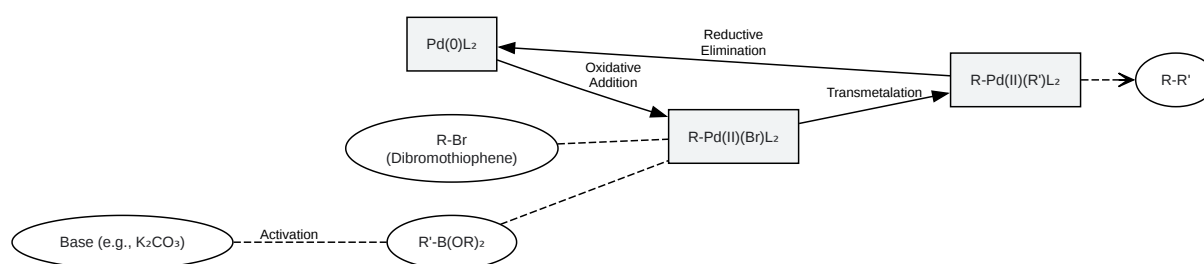 Pd(0)L₂
Reductive
Elimination
Oxidative
Addition
R-Pd(II)(R')L₂
R-R'
Transmetalation
R-Br
(Dibromothiophene)
R-Pd(II)(Br)L₂
Base (e.g., K₂CO₃)
Activation
R'-B(OR)₂